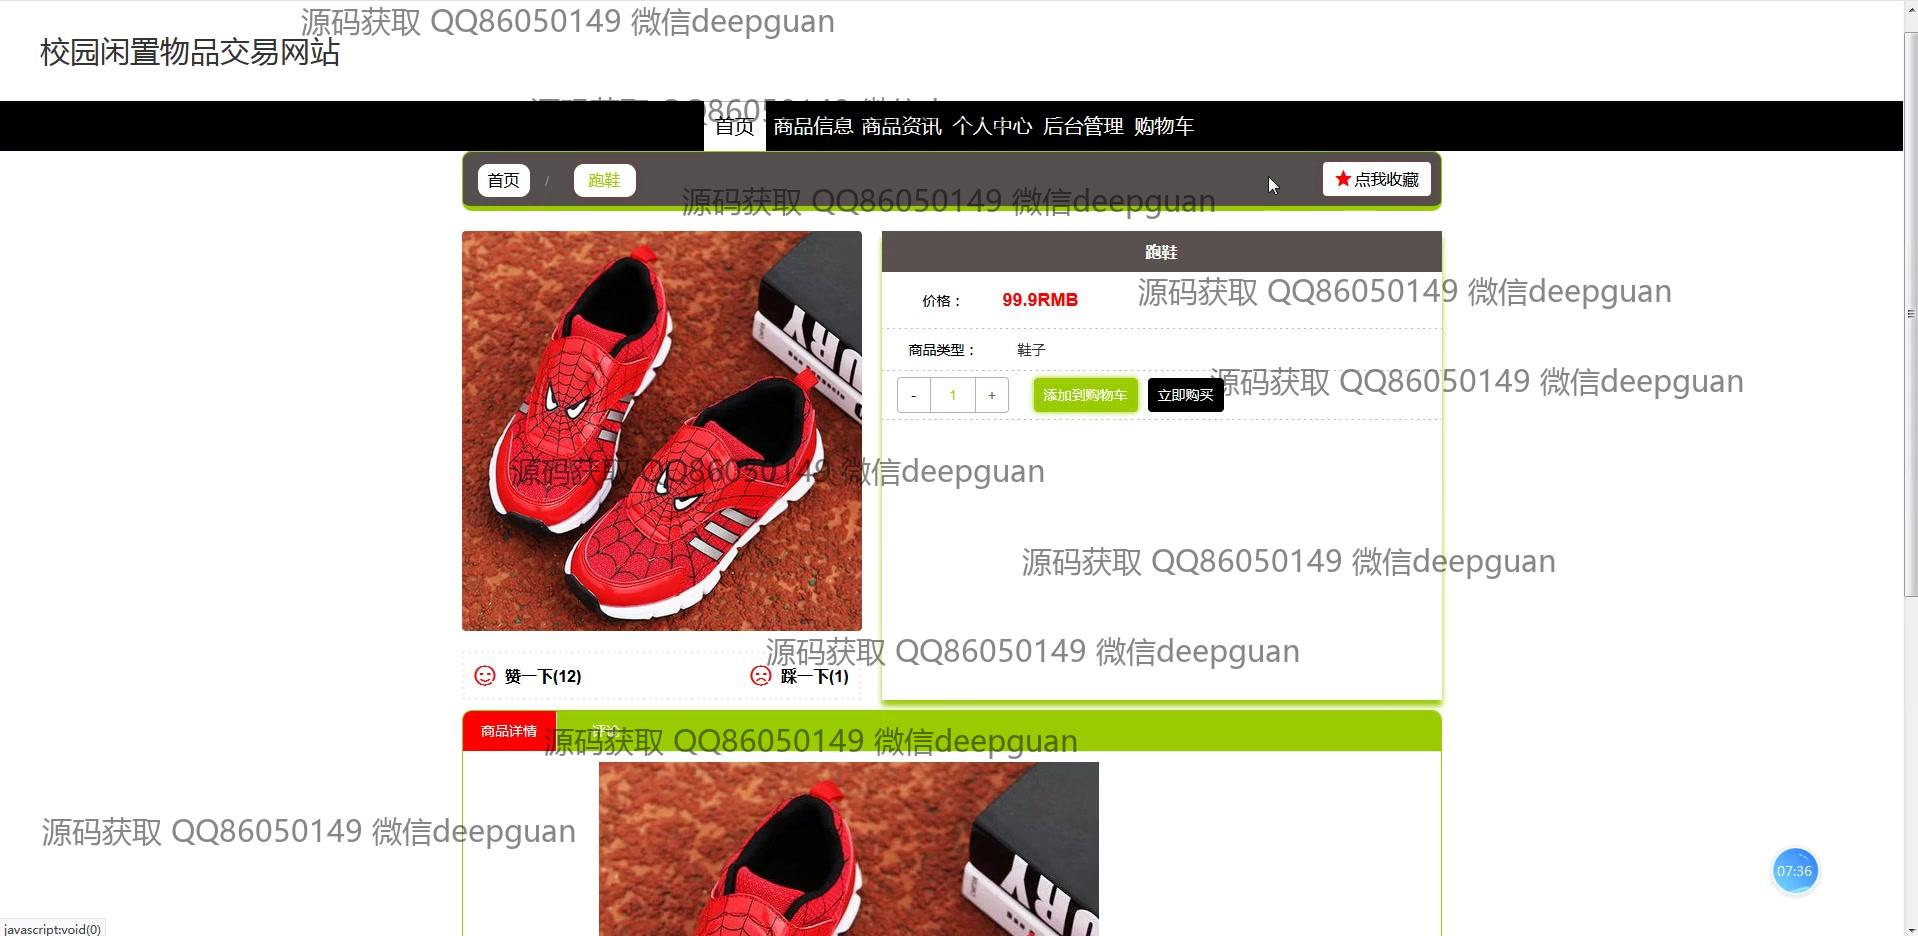 源码获取 QQ86050149 微信deepguan
校园闲置物品交易网站
首页 商品信息 商品资讯 个人中心 后台管理 购物车
首页 / 跑鞋
点我收藏
源码获取 QQ86050149 微信deepguan
跑鞋
价格： 99.9RMB
源码获取 QQ86050149 微信deepguan
商品类型： 鞋子
- 1 + 添加到购物车 立即购买
源码获取 QQ86050149 微信deepguan
源码获取 QQ86050149 微信deepguan
源码获取 QQ86050149 微信deepguan
源码获取 QQ86050149 微信deepguan
赞一下(12) 踩一下(1)
商品详情 评论
源码获取 QQ86050149 微信deepguan
源码获取 QQ86050149 微信deepguan
07:36
javascript:void(0)